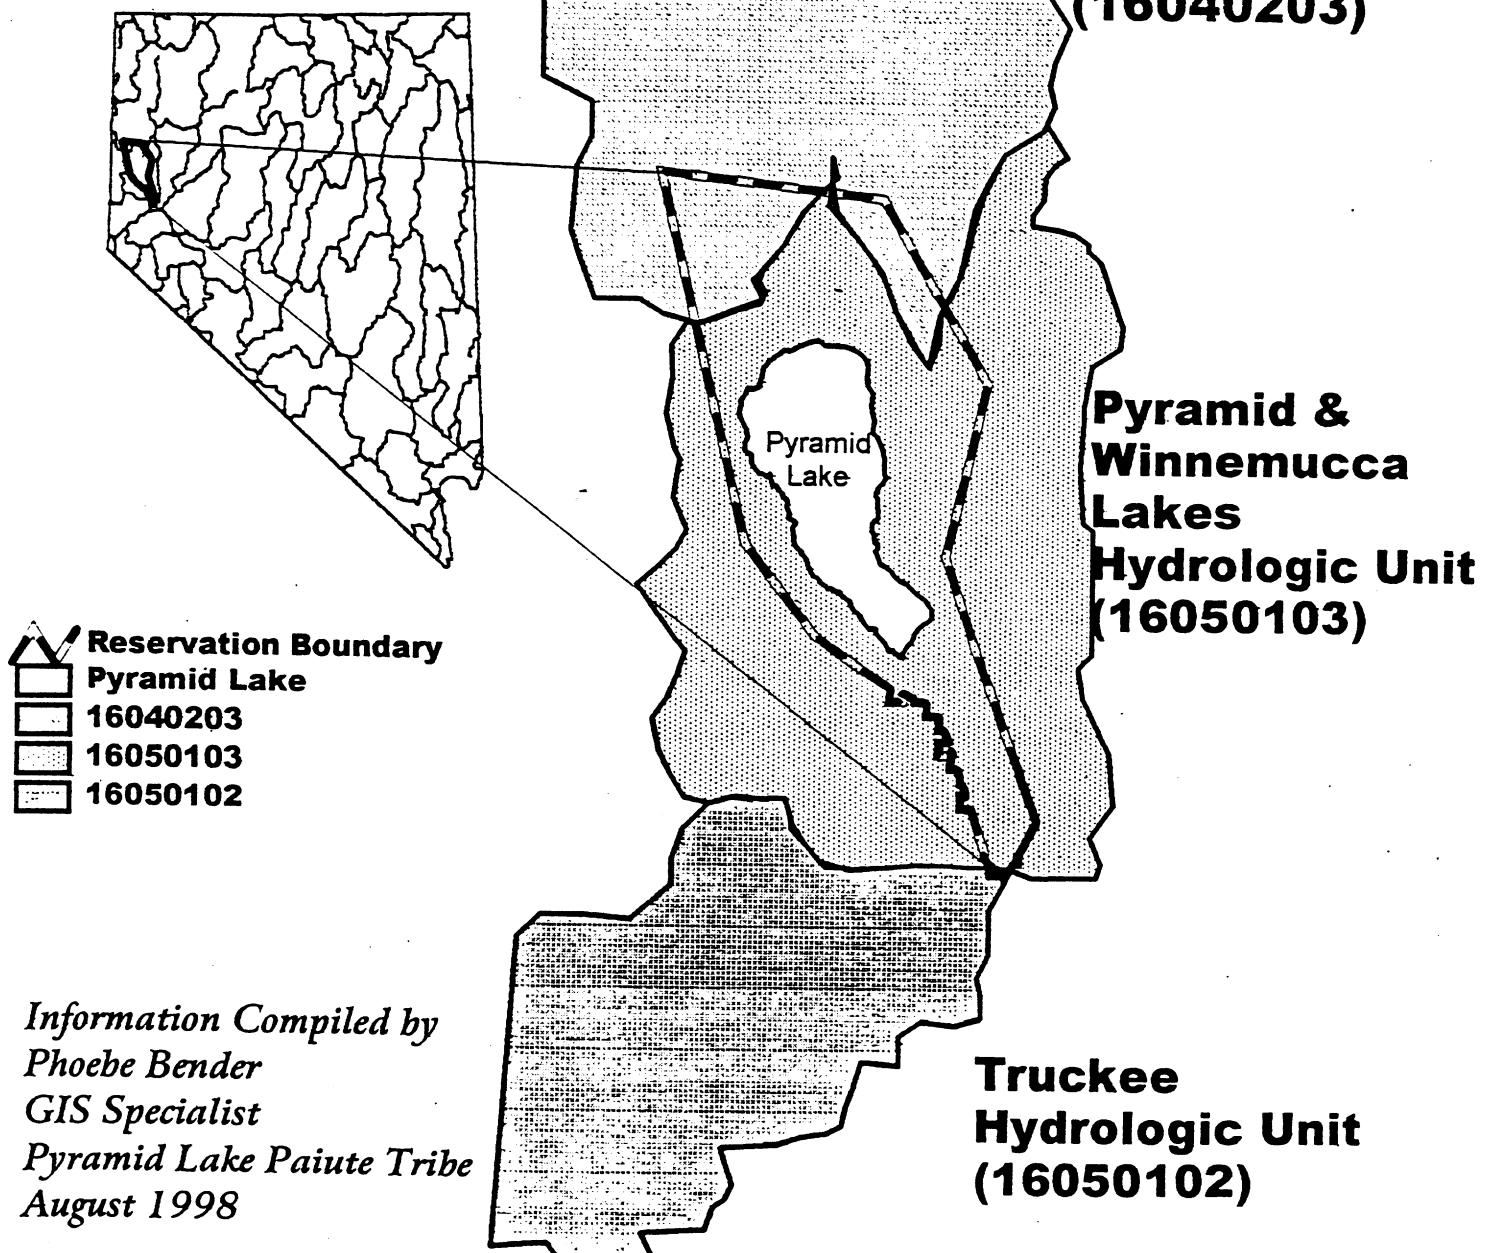 (16040203)
Pyramid
Lake
Pyramid &
Winnemucca
Lakes
Hydrologic Unit
(16050103)
Reservation Boundary
Pyramid Lake
16040203
16050103
16050102
Information Compiled by
Phoebe Bender
GIS Specialist
Pyramid Lake Paiute Tribe
August 1998
Truckee
Hydrologic Unit
(16050102)